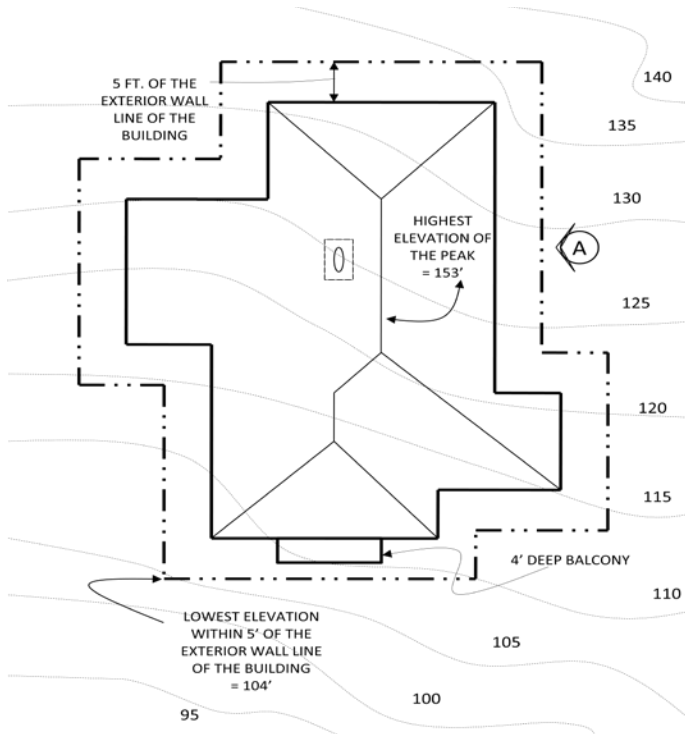 140
5 FT. OF THE
EXTERIOR WALL
LINE OF THE
BUILDING
135
130
HIGHEST
ELEVATION OF
THE PEAK
= 153'
A
125
120
115
4' DEEP BALCONY
110
LOWEST ELEVATION
WITHIN 5' OF THE
EXTERIOR WALL LINE
OF THE BUILDING
= 104'
105
100
95